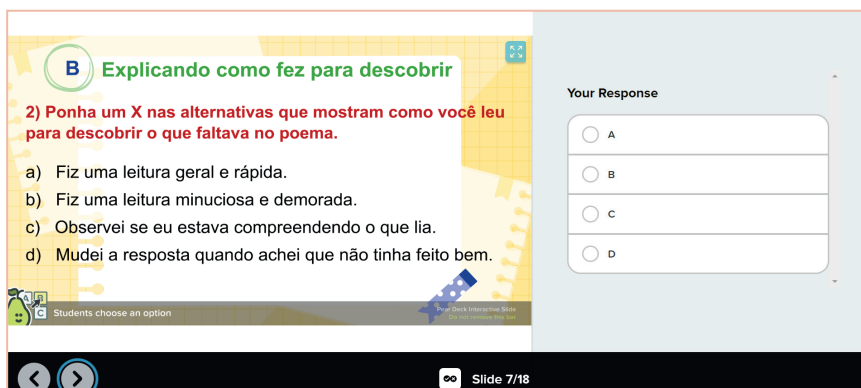 B Explicando como fez para descobrir
2) Ponha um X nas alternativas que mostram como você leu
para descobrir o que faltava no poema.
a) Fiz uma leitura geral e rápida.
b) Fiz uma leitura minuciosa e demorada.
c) Observei se eu estava compreendendo o que lia.
d) Mudei a resposta quando achei que não tinha feito bem.
A B
C
Students choose an option
Pear Deck Interactive Slide
Do not remove this bar
Your Response
A
B
C
D
Slide 7/18